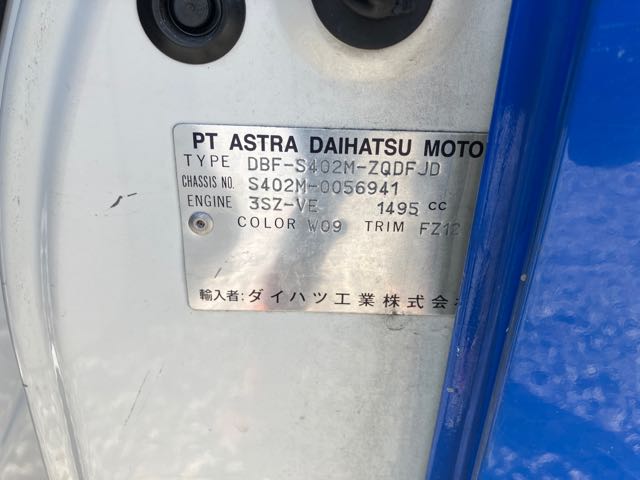 PT ASTRA DAIHATSU MOTO
TYPE DBF-S402M-ZQDFJD
CHASSIS NO. S402M-0056941
ENGINE 3SZ-VE 1495 CC
COLOR W09 TRIM FZ12
輸入者:ダイハツ工業株式会